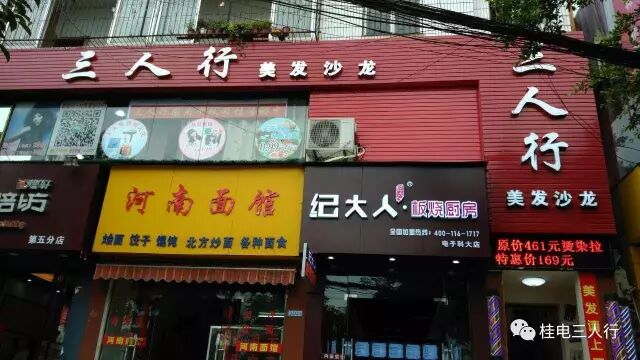 三人行 美发沙龙
三人行
美发沙龙
原价461元烫染拉
特惠价169元
第五分店
河南面馆
烩面 饺子 馄饨 北方炒面 各种面食
纪大人·板烧厨房
全国加盟热线：400-116-1717
电子科大店
河南面馆
美发
上
桂电三人行